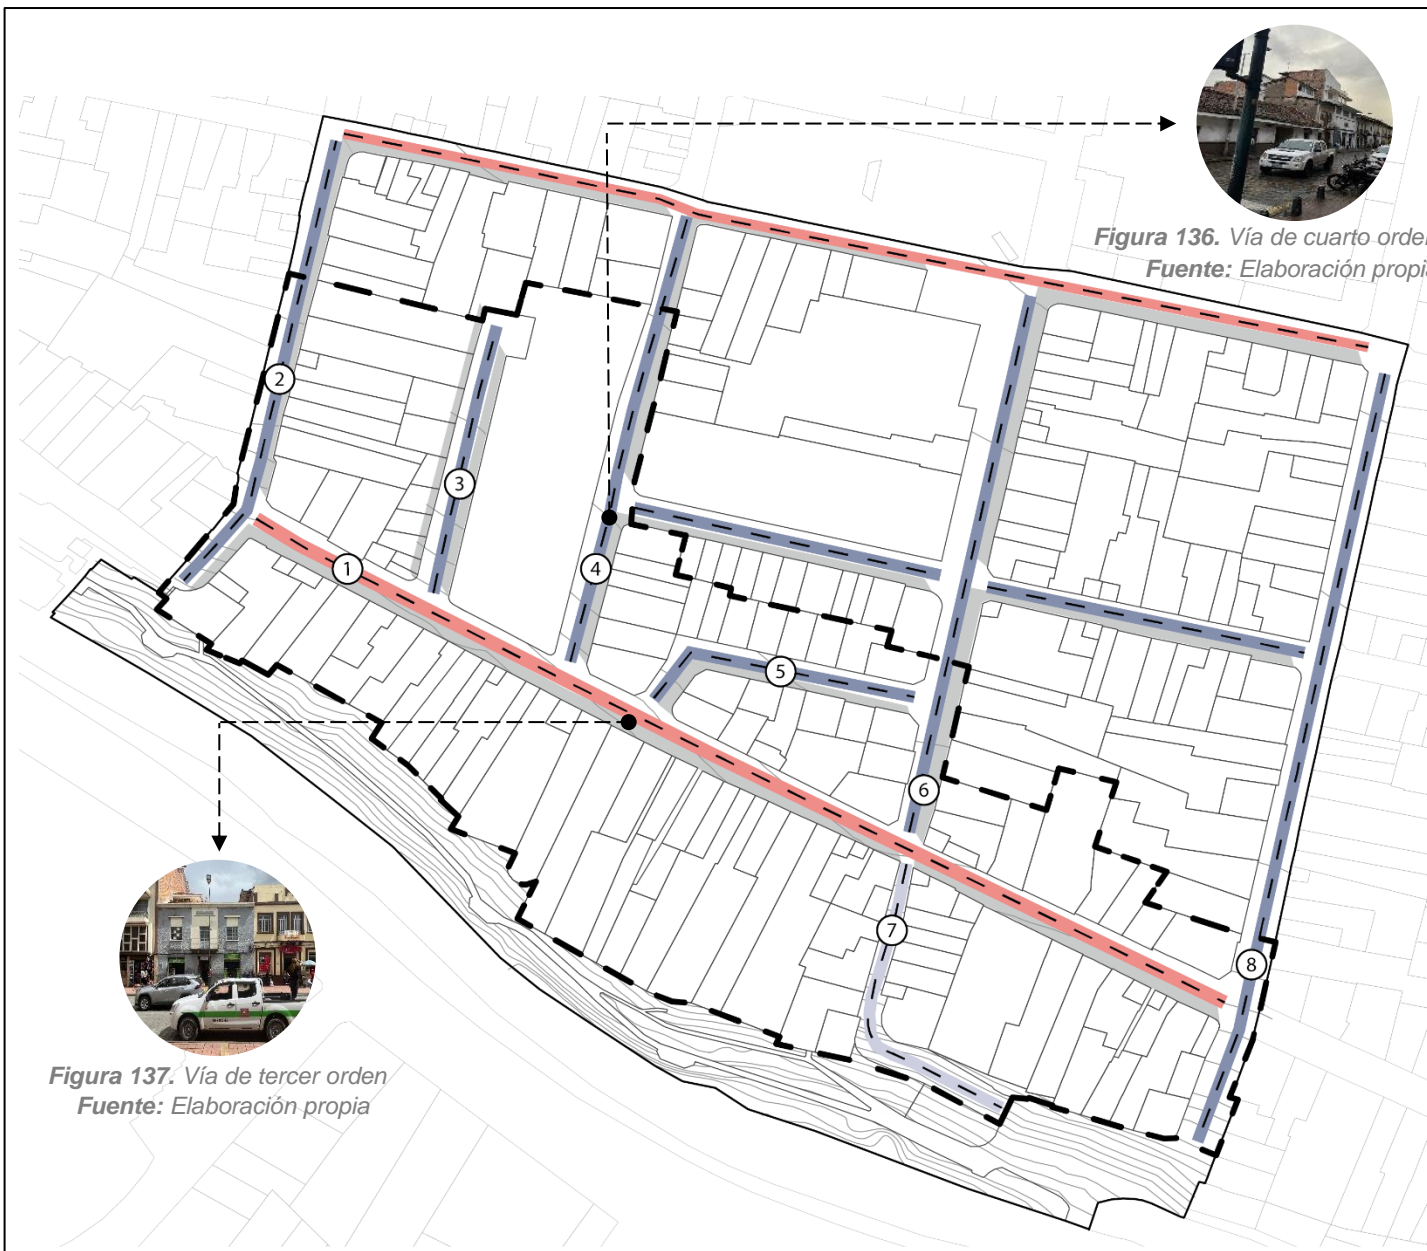 Figura 136. Vía de cuarto orde
Fuente: Elaboración propi
2
3
1
4
5
6
7
8
Figura 137. Vía de tercer orden
Fuente: Elaboración propia